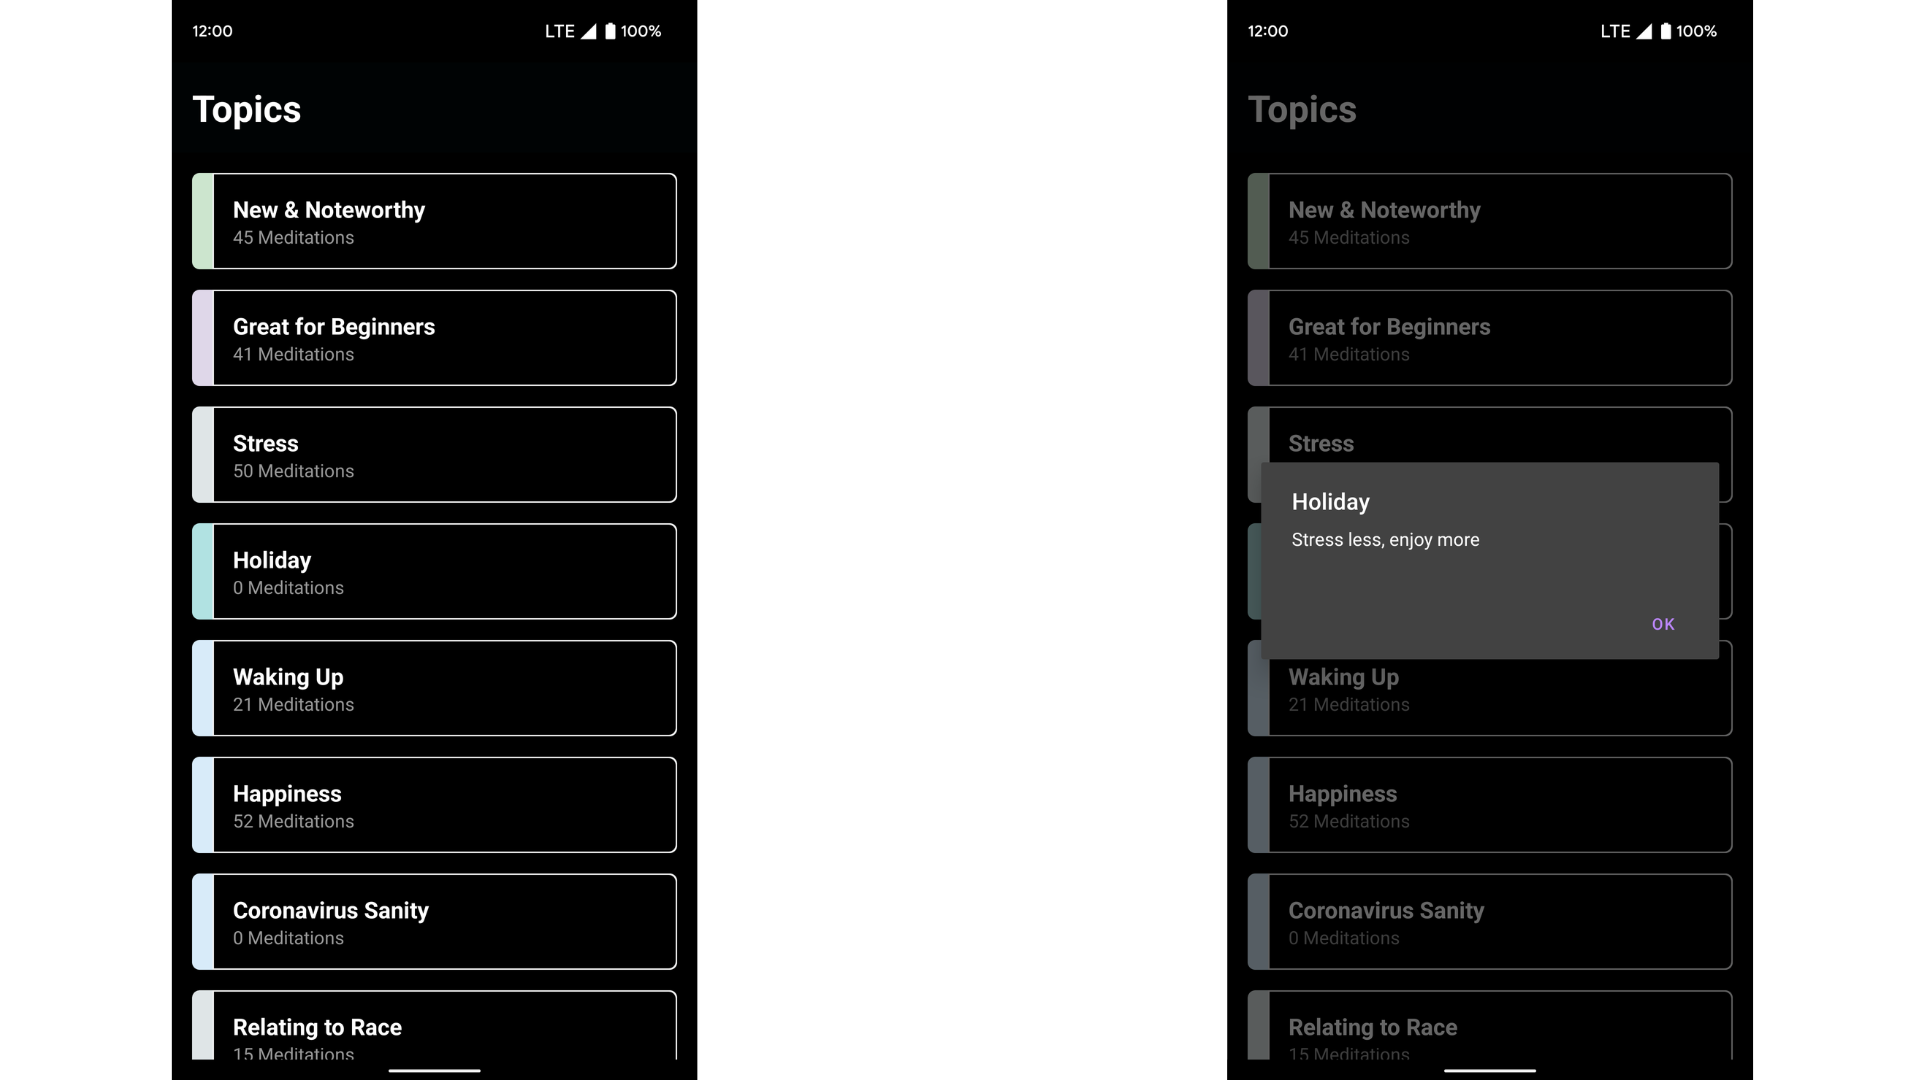 12:00 LTE 100%
Topics
New & Noteworthy
45 Meditations
Great for Beginners
41 Meditations
Stress
50 Meditations
Holiday
0 Meditations
Waking Up
21 Meditations
Happiness
52 Meditations
Coronavirus Sanity
0 Meditations
Relating to Race
15 Meditations
12:00 LTE 100%
Topics
New & Noteworthy
45 Meditations
Great for Beginners
41 Meditations
Stress
Holiday
Stress less, enjoy more
OK
Waking Up
21 Meditations
Happiness
52 Meditations
Coronavirus Sanity
0 Meditations
Relating to Race
15 Meditations